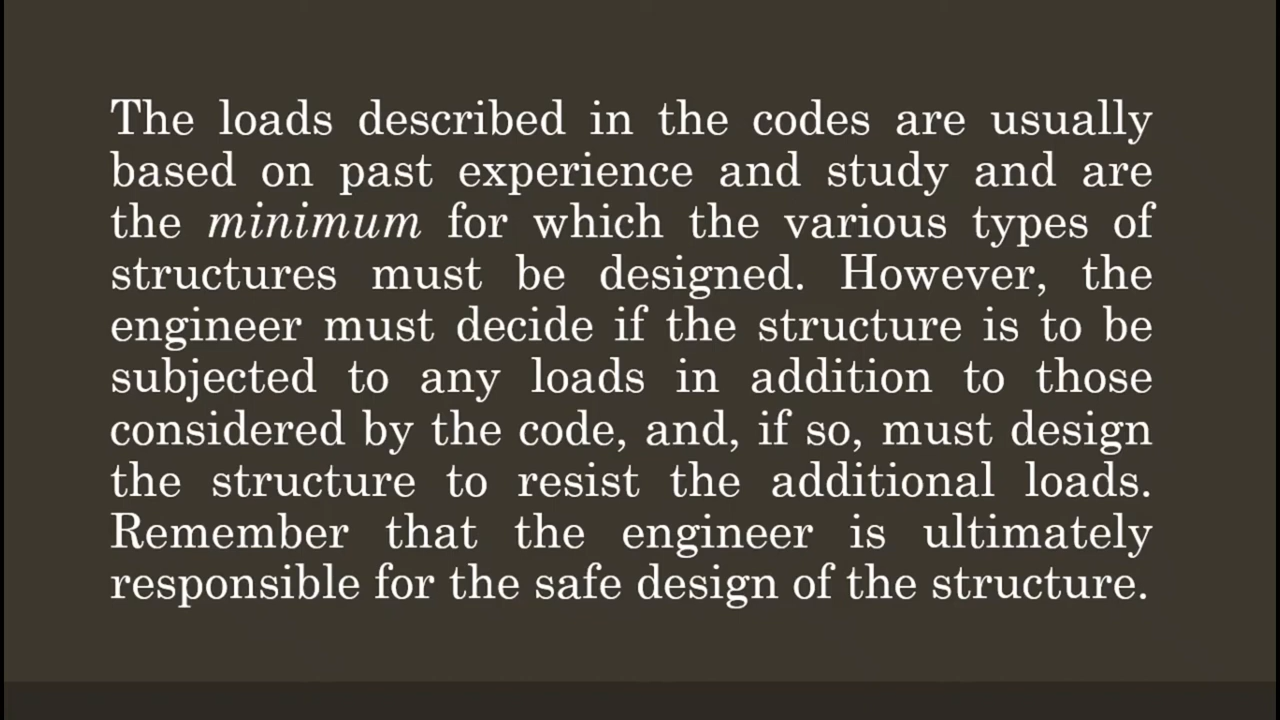 The loads described in the codes are usually
based on past experience and study and are
the minimum for which the various types of
structures must be designed. However, the
engineer must decide if the structure is to be
subjected to any loads in addition to those
considered by the code, and, if so, must design
the structure to resist the additional loads.
Remember that the engineer is ultimately
responsible for the safe design of the structure.